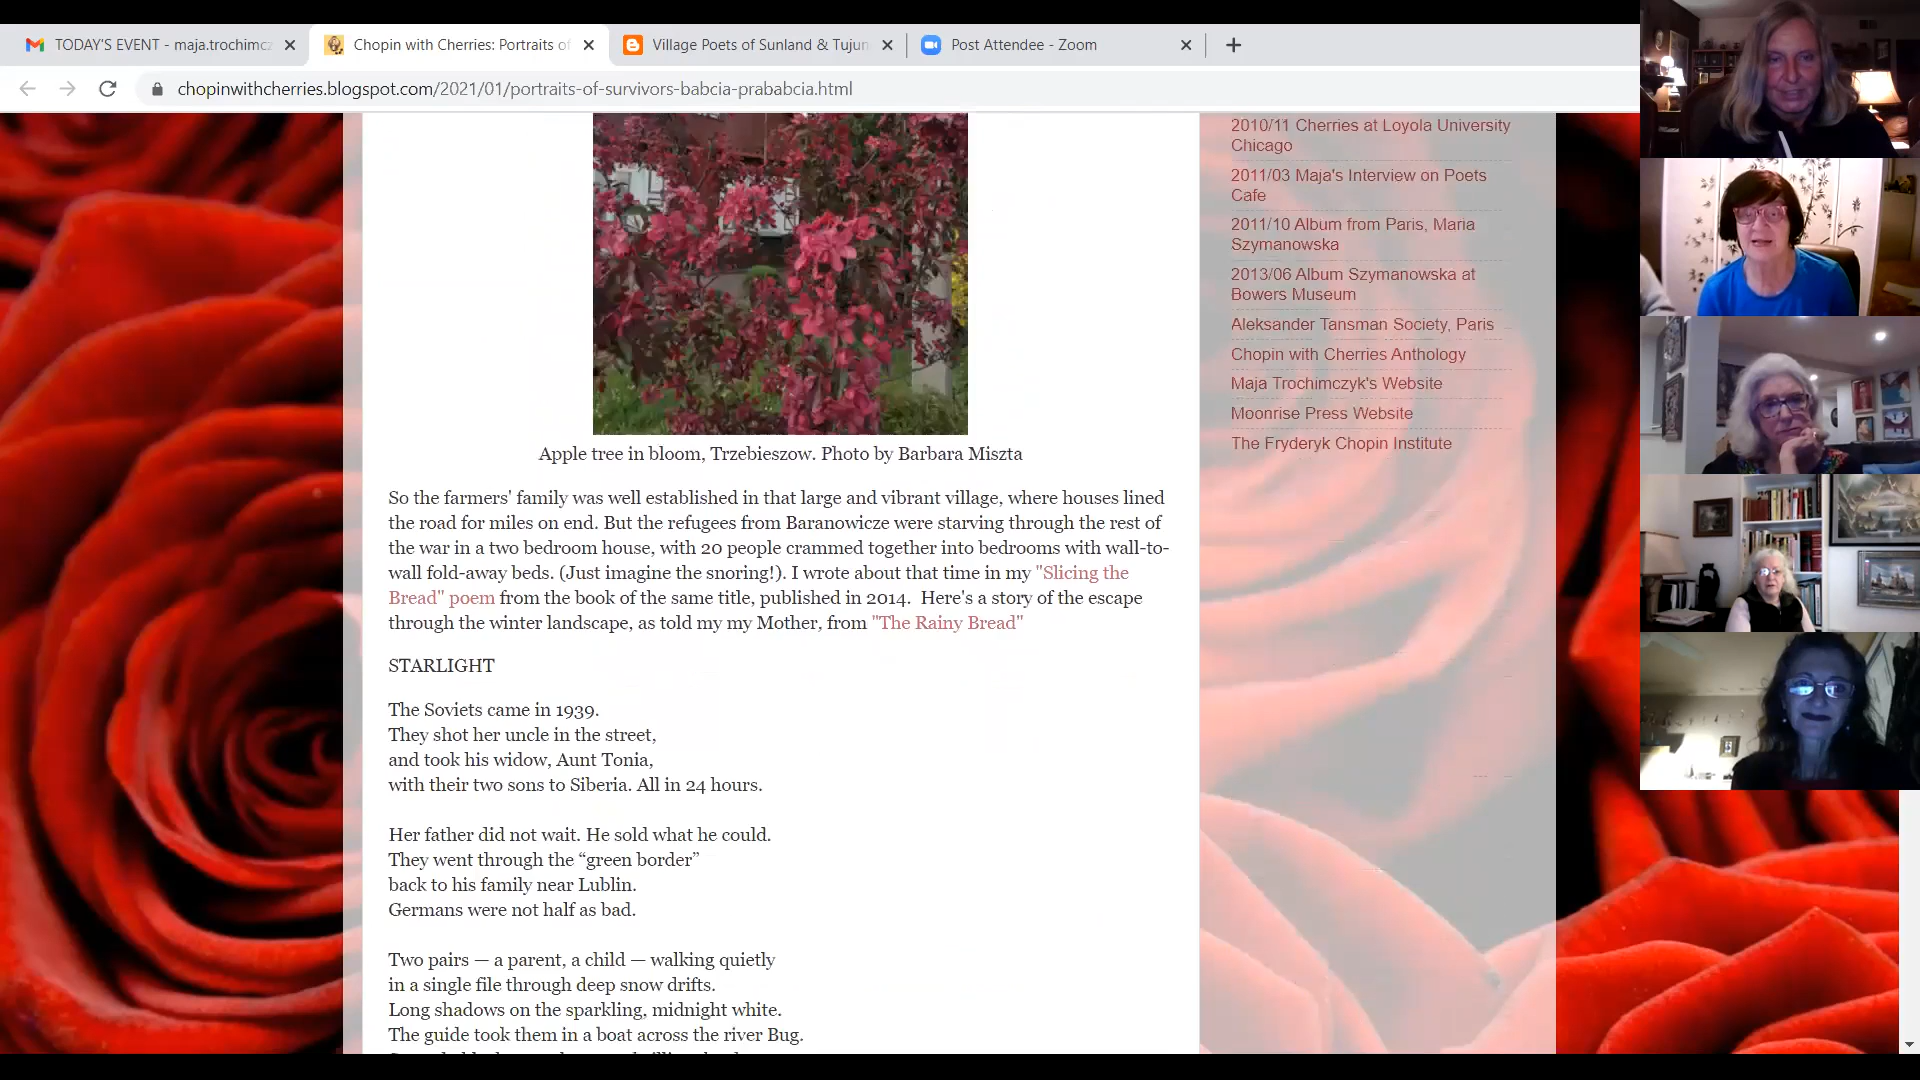 TODAY'S EVENT - maja.trochimcz
Chopin with Cherries: Portraits of
Village Poets of Sunland & Tujun
Post Attendee - Zoom
chopinwithcherries.blogspot.com/2021/01/portraits-of-survivors-babcia-prababcia.html
Apple tree in bloom, Trzebieszow. Photo by Barbara Miszta
So the farmers' family was well established in that large and vibrant village, where houses lined
the road for miles on end. But the refugees from Baranowicze were starving through the rest of
the war in a two bedroom house, with 20 people crammed together into bedrooms with wall-to-
wall fold-away beds. (Just imagine the snoring!). I wrote about that time in my "Slicing the
Bread" poem from the book of the same title, published in 2014.  Here's a story of the escape
through the winter landscape, as told my my Mother, from "The Rainy Bread"
STARLIGHT
The Soviets came in 1939.
They shot her uncle in the street,
and took his widow, Aunt Tonia,
with their two sons to Siberia. All in 24 hours.
Her father did not wait. He sold what he could.
They went through the “green border”
back to his family near Lublin.
Germans were not half as bad.
Two pairs — a parent, a child — walking quietly
in a single file through deep snow drifts.
Long shadows on the sparkling, midnight white.
The guide took them in a boat across the river Bug.
2010/11 Cherries at Loyola University
Chicago
2011/03 Maja's Interview on Poets
Cafe
2011/10 Album from Paris, Maria
Szymanowska
2013/06 Album Szymanowska at
Bowers Museum
Aleksander Tansman Society, Paris
Chopin with Cherries Anthology
Maja Trochimczyk's Website
Moonrise Press Website
The Fryderyk Chopin Institute